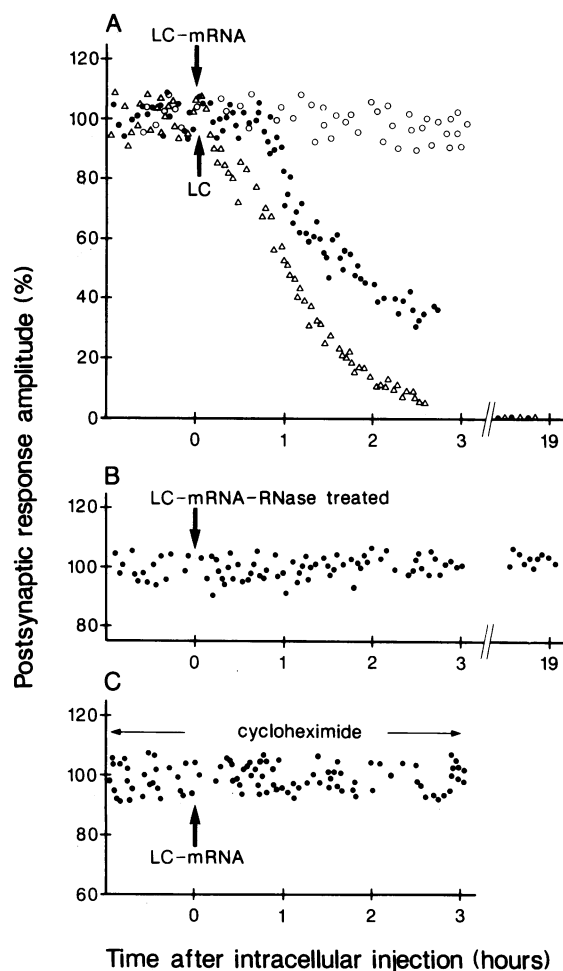 A
LC-mRNA
120
100
80
60
40
20
0
LC
0
1
2
3
19
Postsynaptic response amplitude (%)
B
LC-mRNA-RNase treated
120
100
80
0
1
2
3
19
C
cycloheximide
120
100
80
60
LC-mRNA
0
1
2
3
Time after intracellular injection (hours)